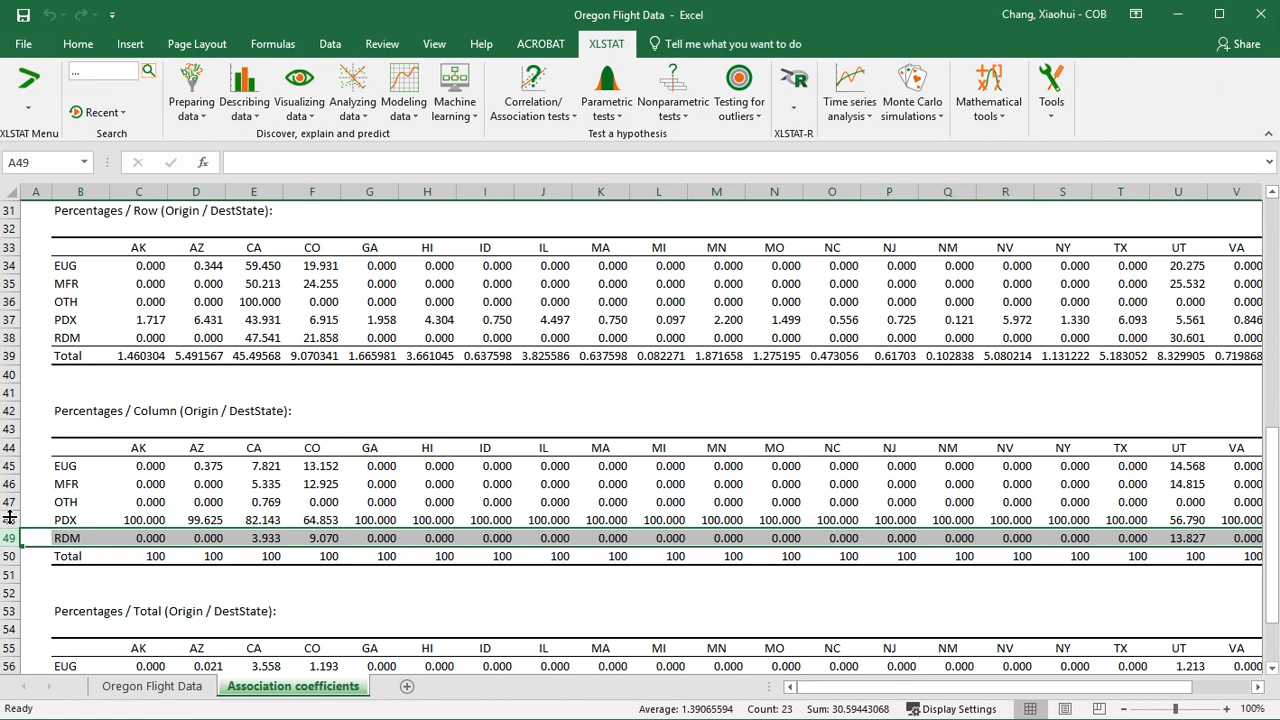 Oregon Flight Data - Excel
Chang, Xiaohui - COB
File Home Insert Page Layout Formulas Data Review View Help ACROBAT XLSTAT Tell me what you want to do Share
...
Recent
Preparing data Describing data Visualizing data Analyzing data Modeling data Machine learning Correlation/ Association tests Parametric tests Nonparametric tests Testing for outliers Time series analysis Monte Carlo simulations Mathematical tools Tools
XLSTAT Menu Search Discover, explain and predict Test a hypothesis XLSTAT-R
A49
A B C D E F G H I J K L M N O P Q R S T U V
31 Percentages / Row (Origin / DestState):
32
33 AK AZ CA CO GA HI ID IL MA MI MN MO NC NJ NM NV NY TX UT VA
34 EUG 0.000 0.344 59.450 19.931 0.000 0.000 0.000 0.000 0.000 0.000 0.000 0.000 0.000 0.000 0.000 0.000 0.000 0.000 20.275 0.000
35 MFR 0.000 0.000 50.213 24.255 0.000 0.000 0.000 0.000 0.000 0.000 0.000 0.000 0.000 0.000 0.000 0.000 0.000 0.000 25.532 0.000
36 OTH 0.000 0.000 100.000 0.000 0.000 0.000 0.000 0.000 0.000 0.000 0.000 0.000 0.000 0.000 0.000 0.000 0.000 0.000 0.000 0.000
37 PDX 1.717 6.431 43.931 6.915 1.958 4.304 0.750 4.497 0.750 0.097 2.200 1.499 0.556 0.725 0.121 5.972 1.330 6.093 5.561 0.846
38 RDM 0.000 0.000 47.541 21.858 0.000 0.000 0.000 0.000 0.000 0.000 0.000 0.000 0.000 0.000 0.000 0.000 0.000 0.000 30.601 0.000
39 Total 1.460304 5.491567 45.49568 9.070341 1.665981 3.661045 0.637598 3.825586 0.637598 0.082271 1.871658 1.275195 0.473056 0.61703 0.102838 5.080214 1.131222 5.183052 8.329905 0.719868
40
41
42 Percentages / Column (Origin / DestState):
43
44 AK AZ CA CO GA HI ID IL MA MI MN MO NC NJ NM NV NY TX UT VA
45 EUG 0.000 0.375 7.821 13.152 0.000 0.000 0.000 0.000 0.000 0.000 0.000 0.000 0.000 0.000 0.000 0.000 0.000 0.000 14.568 0.000
46 MFR 0.000 0.000 5.335 12.925 0.000 0.000 0.000 0.000 0.000 0.000 0.000 0.000 0.000 0.000 0.000 0.000 0.000 0.000 14.815 0.000
47 OTH 0.000 0.000 0.769 0.000 0.000 0.000 0.000 0.000 0.000 0.000 0.000 0.000 0.000 0.000 0.000 0.000 0.000 0.000 0.000 0.000
PDX 100.000 99.625 82.143 64.853 100.000 100.000 100.000 100.000 100.000 100.000 100.000 100.000 100.000 100.000 100.000 100.000 100.000 100.000 56.790 100.000
49 RDM 0.000 0.000 3.933 9.070 0.000 0.000 0.000 0.000 0.000 0.000 0.000 0.000 0.000 0.000 0.000 0.000 0.000 0.000 13.827 0.000
50 Total 100 100 100 100 100 100 100 100 100 100 100 100 100 100 100 100 100 100 100 100
51
52
53 Percentages / Total (Origin / DestState):
54
55 AK AZ CA CO GA HI ID IL MA MI MN MO NC NJ NM NV NY TX UT VA
56 EUG 0.000 0.021 3.558 1.193 0.000 0.000 0.000 0.000 0.000 0.000 0.000 0.000 0.000 0.000 0.000 0.000 0.000 0.000 1.213 0.000
Oregon Flight Data Association coefficients
Ready Average: 1.39065594 Count: 23 Sum: 30.59443068 Display Settings 100%